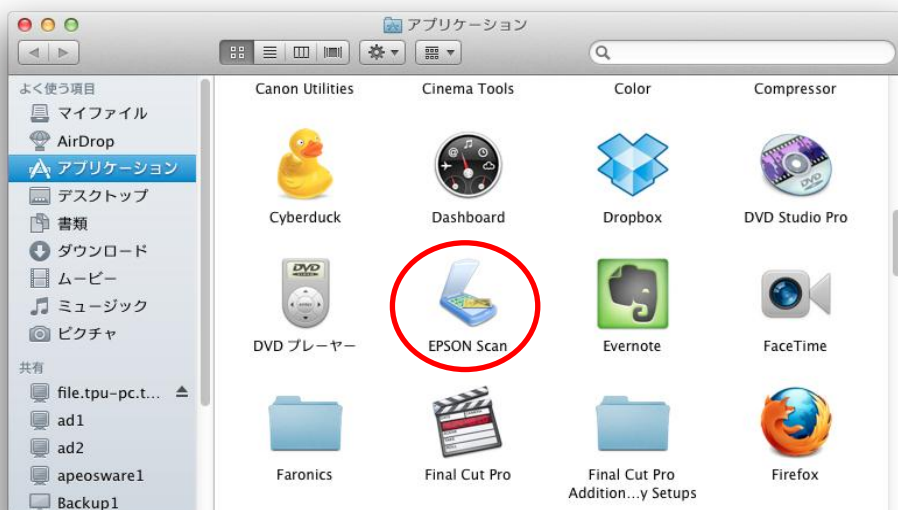 アプリケーション
よく使う項目
マイファイル
AirDrop
アプリケーション
デスクトップ
書類
ダウンロード
ムービー
ミュージック
ピクチャ
共有
file.tpu-pc.t...
ad1
ad2
apeosware1
Backup1
Canon Utilities
Cinema Tools
Color
Compressor
Cyberduck
Dashboard
Dropbox
DVD
DVD Studio Pro
DVD
DVD プレーヤー
EPSON Scan
Evernote
FaceTime
Faronics
Final Cut Pro
Final Cut Pro
Addition...y Setups
Firefox